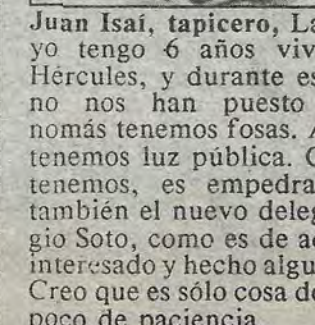 Juan Isaí, tapicero, La
yo tengo 6 años viv
Hércules, y durante es
no nos han puesto
nomás tenemos fosas. A
tenemos luz pública. C
tenemos, es empedra
también el nuevo deleg
gio Soto, como es de ac
interesado y hecho algu
Creo que es sólo cosa de
poco de paciencia